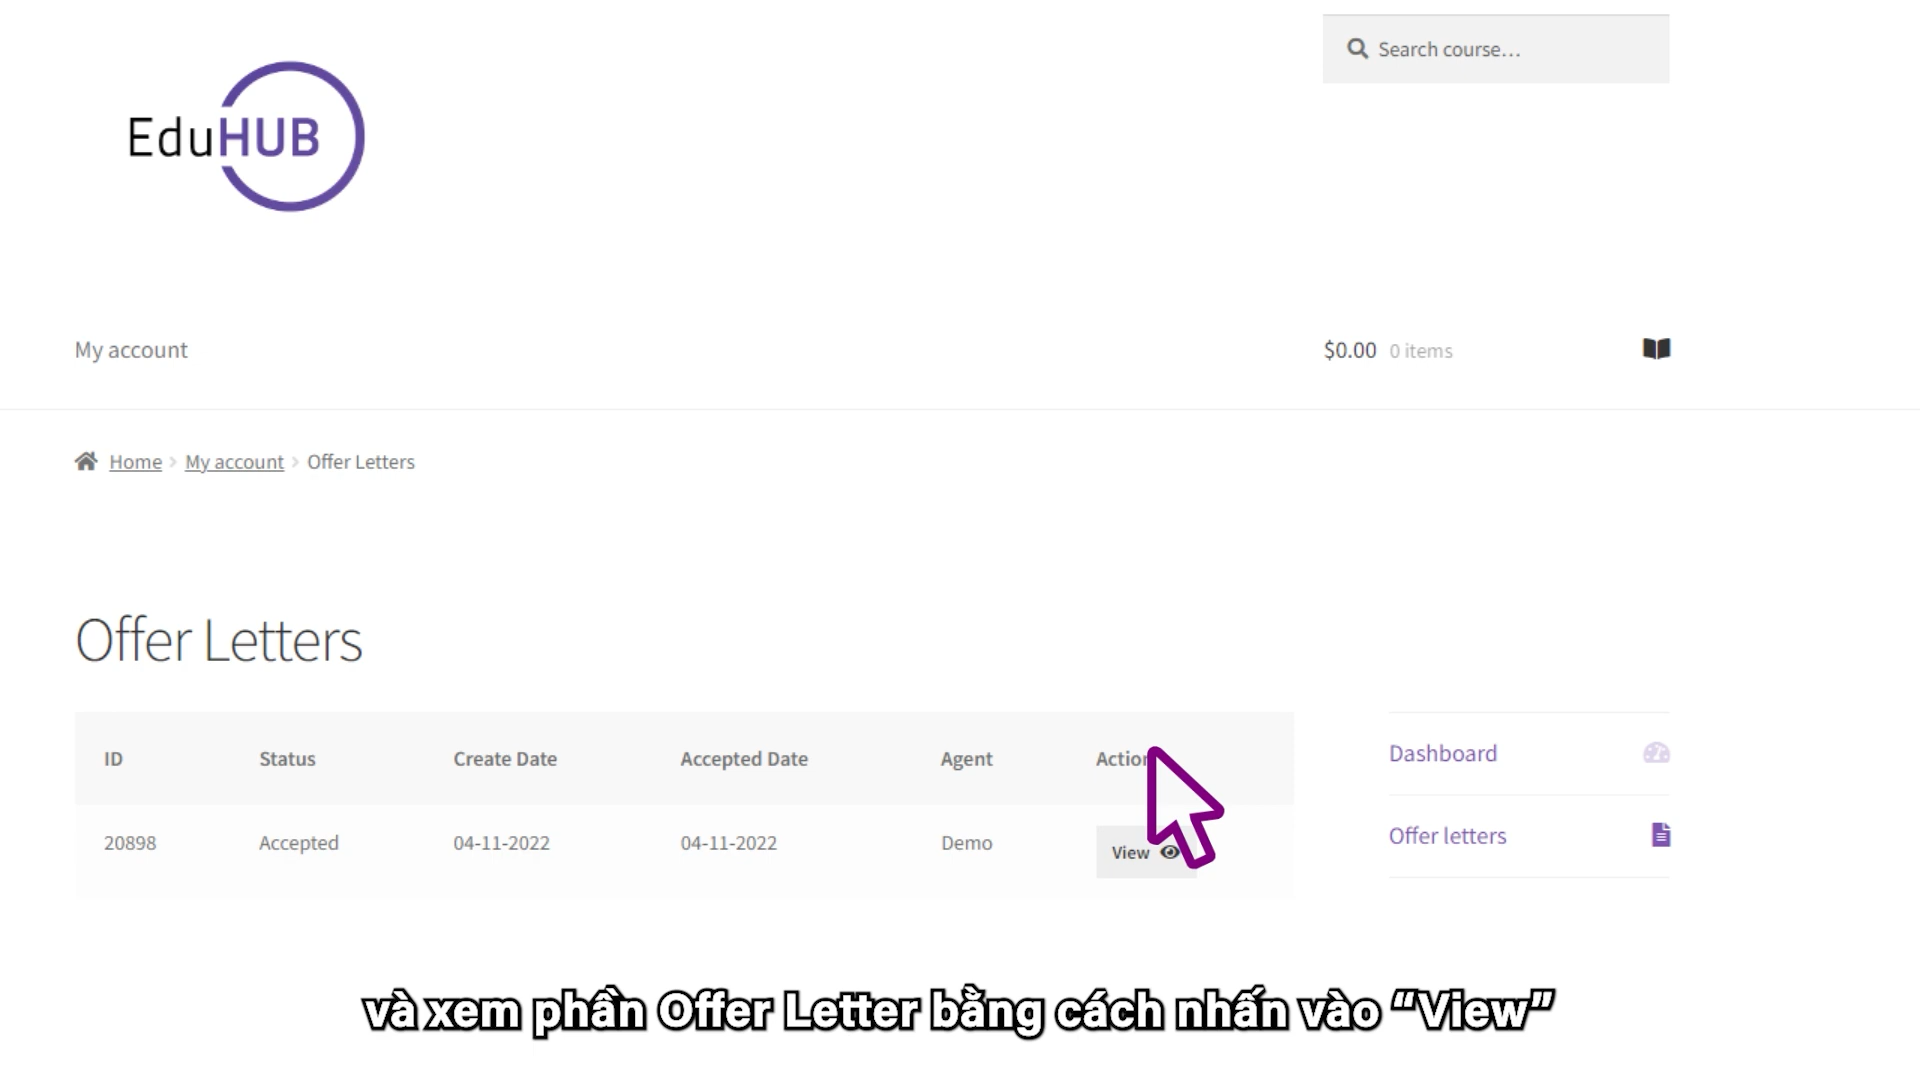 Search course...
EduHUB
My account
$0.00 0 items
Home > My account > Offer Letters
Offer Letters
ID Status Create Date Accepted Date Agent Action
20898 Accepted 04-11-2022 04-11-2022 Demo View
Dashboard
Offer letters
và xem phần Offer Letter bằng cách nhấn vào “View”